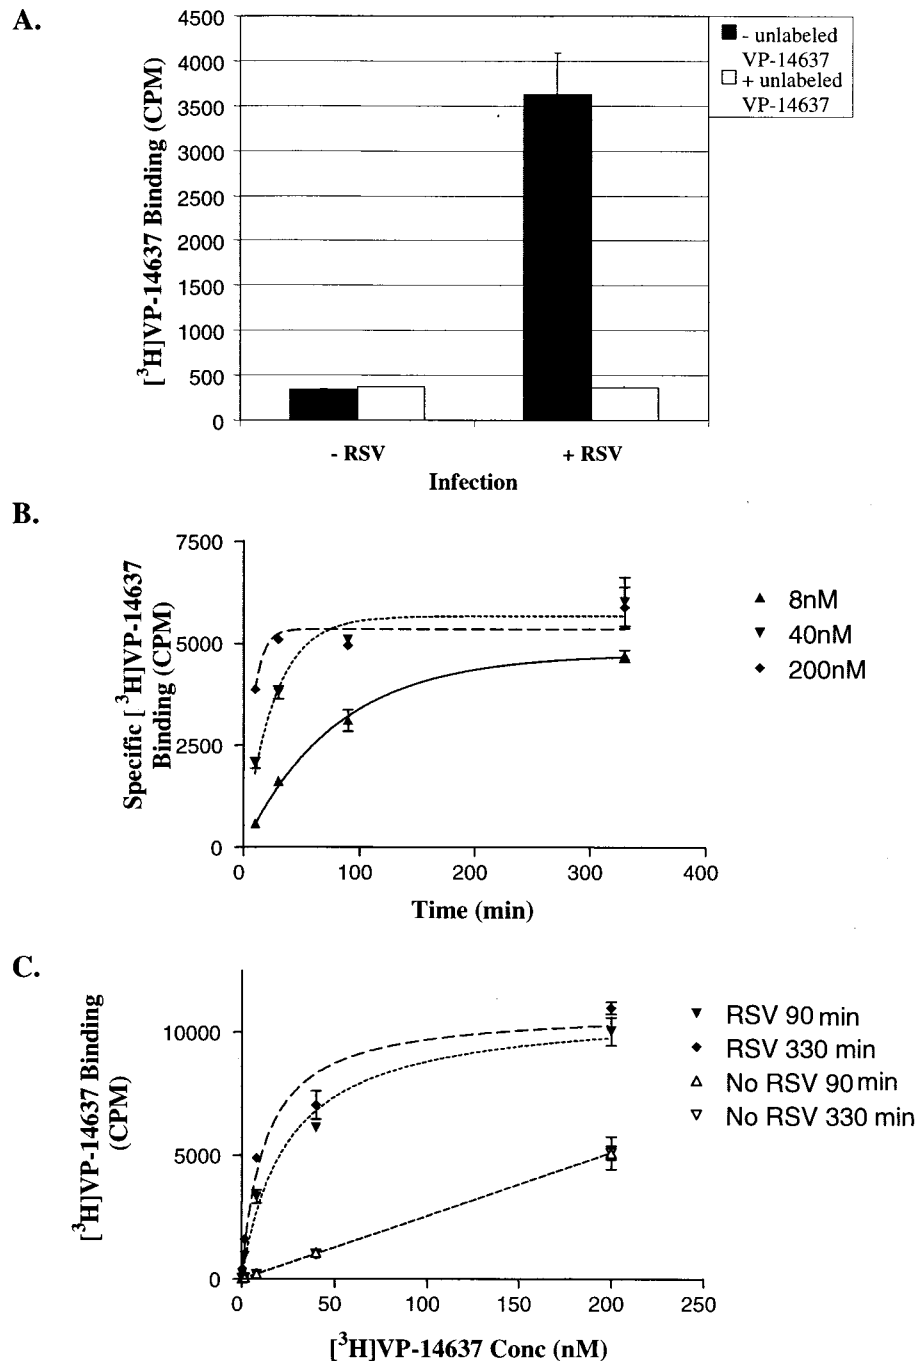 A.
[³H]VP-14637 Binding (CPM)
4500
4000
3500
3000
2500
2000
1500
1000
500
0
- unlabeled
VP-14637
+ unlabeled
VP-14637
- RSV
+ RSV
Infection
B.
Specific [³H]VP-14637
Binding (CPM)
7500
5000
2500
0
0
100
200
300
400
Time (min)
8nM
40nM
200nM
C.
[³H]VP-14637 Binding
(CPM)
10000
5000
0
0
50
100
150
200
250
[³H]VP-14637 Conc (nM)
RSV 90 min
RSV 330 min
No RSV 90 min
No RSV 330 min